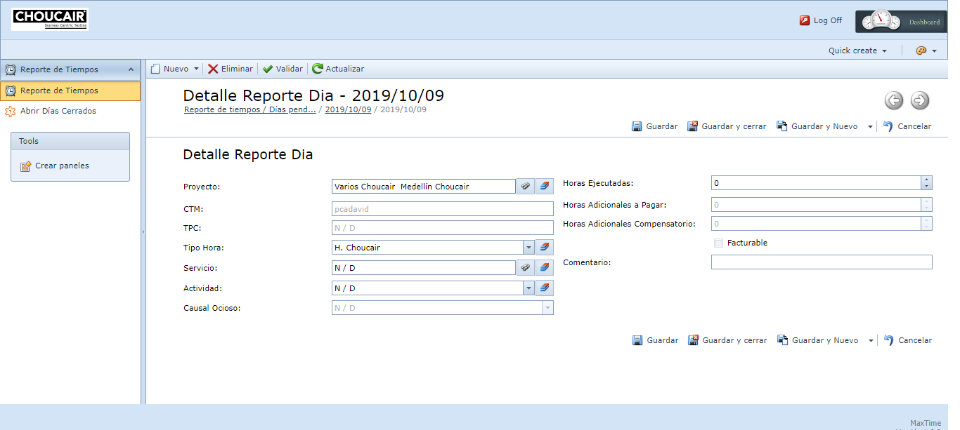 CHOUCAIR
Business Centric Testing
Log Off
Dashboard
Quick create
Reporte de Tiempos
Nuevo
Eliminar
Validar
Actualizar
Reporte de Tiempos
Abrir Días Cerrados
Tools
Crear paneles
Detalle Reporte Dia - 2019/10/09
Reporte de tiempos / Días pend... / 2019/10/09 / 2019/10/09
Guardar
Guardar y cerrar
Guardar y Nuevo
Cancelar
Detalle Reporte Dia
Proyecto: Varios Choucair Medellín Choucair
CTM: pcadavid
TPC: N / D
Tipo Hora: H. Choucair
Servicio: N / D
Actividad: N / D
Causal Ocioso: N / D
Horas Ejecutadas: 0
Horas Adicionales a Pagar: 0
Horas Adicionales Compensatorio: 0
Facturable
Comentario:
Guardar
Guardar y cerrar
Guardar y Nuevo
Cancelar
MaxTime